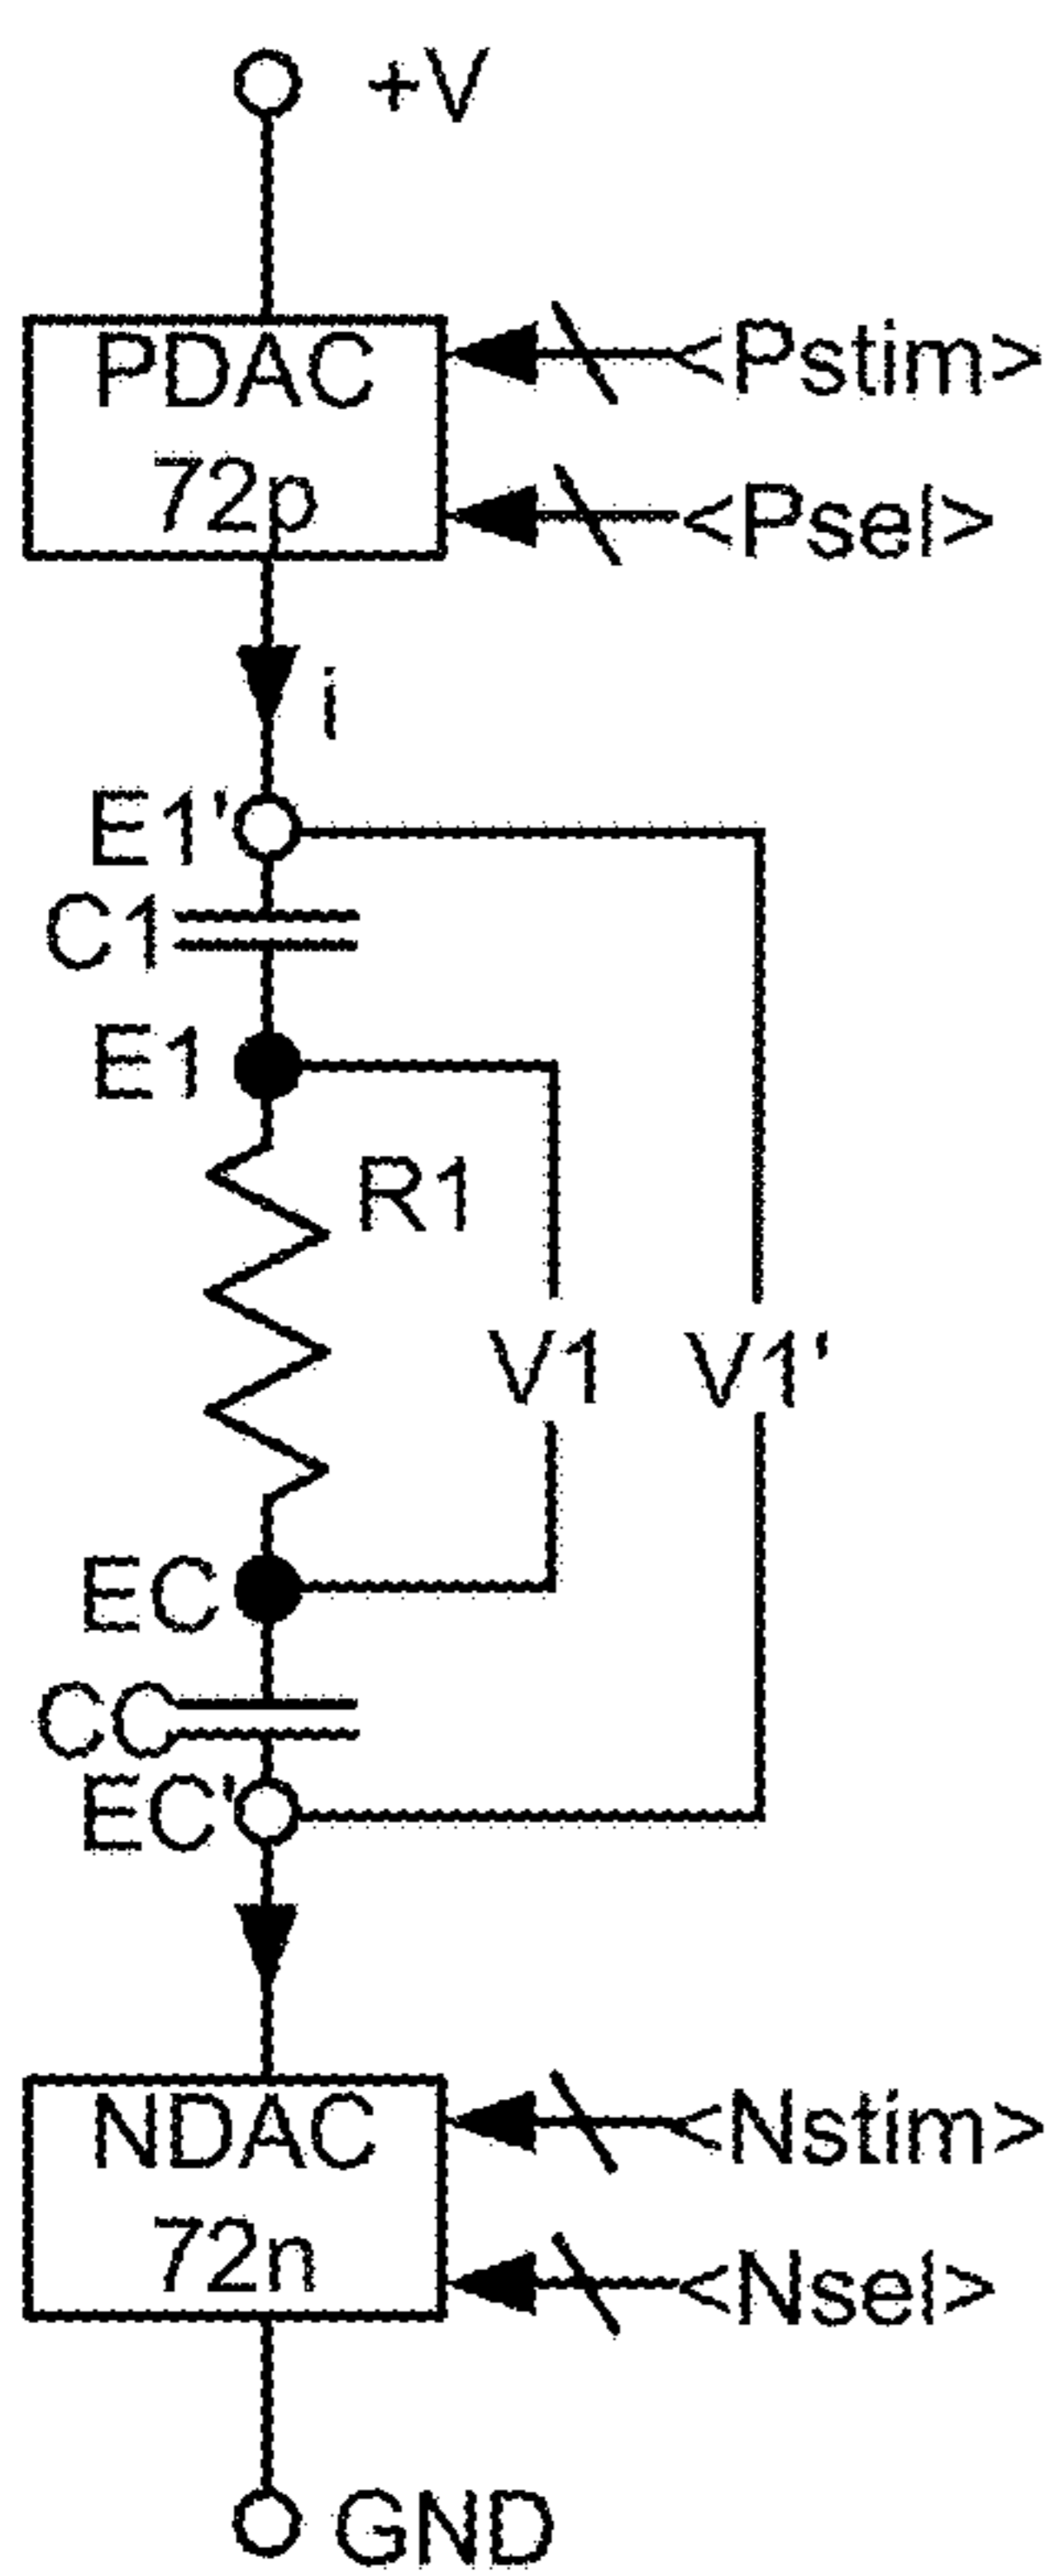 +V
PDAC
72p
<Pstim>
<Psel>
i
E1'
C1
E1
R1
V1
V1'
EC
CC
EC'
NDAC
72n
<Nstim>
<Nsel>
GND